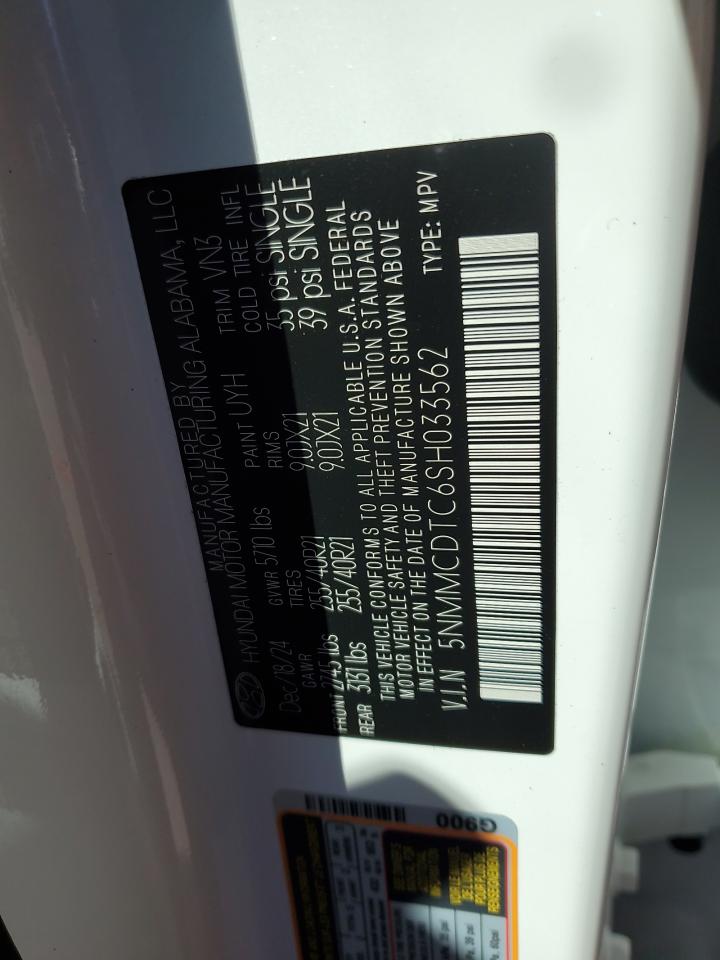 MANUFACTURED BY
HYUNDAI MOTOR MANUFACTURING ALABAMA, LLC
Dec/18/24 GVWR 5710 lbs PAINT UYH TRIM VN3
GAWR TIRES RIMS COLD TIRE INFL
FRONT 2745 lbs 255/40R21 9.0JX21 35 psi SINGLE
REAR 3131 lbs 255/40R21 9.0JX21 39 psi SINGLE
THIS VEHICLE CONFORMS TO ALL APPLICABLE U.S.A. FEDERAL
MOTOR VEHICLE SAFETY AND THEFT PREVENTION STANDARDS
IN EFFECT ON THE DATE OF MANUFACTURE SHOWN ABOVE
V.I.N 5NMMCDTC6SH033562 TYPE: MPV
G900